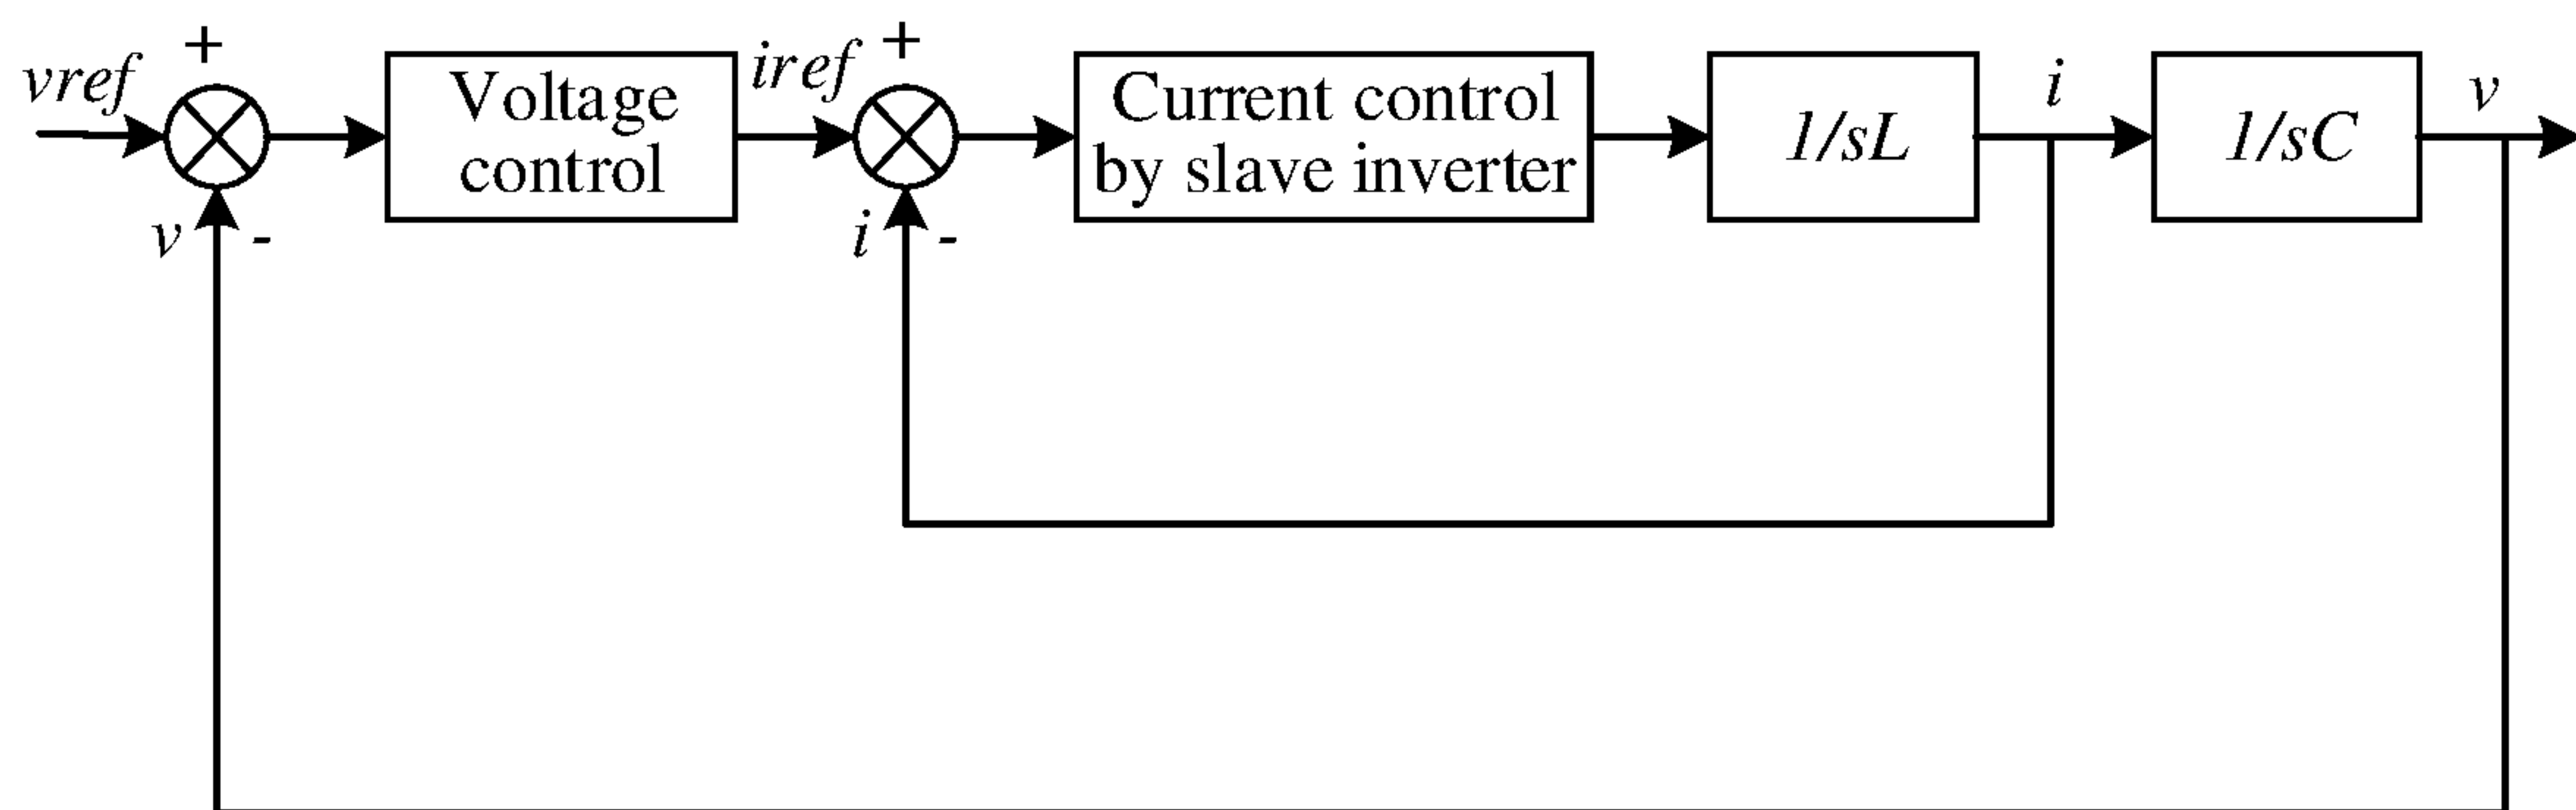 +
vref
v
-
Voltage
control
iref
+
i
-
Current control
by slave inverter
1/sL
i
1/sC
v